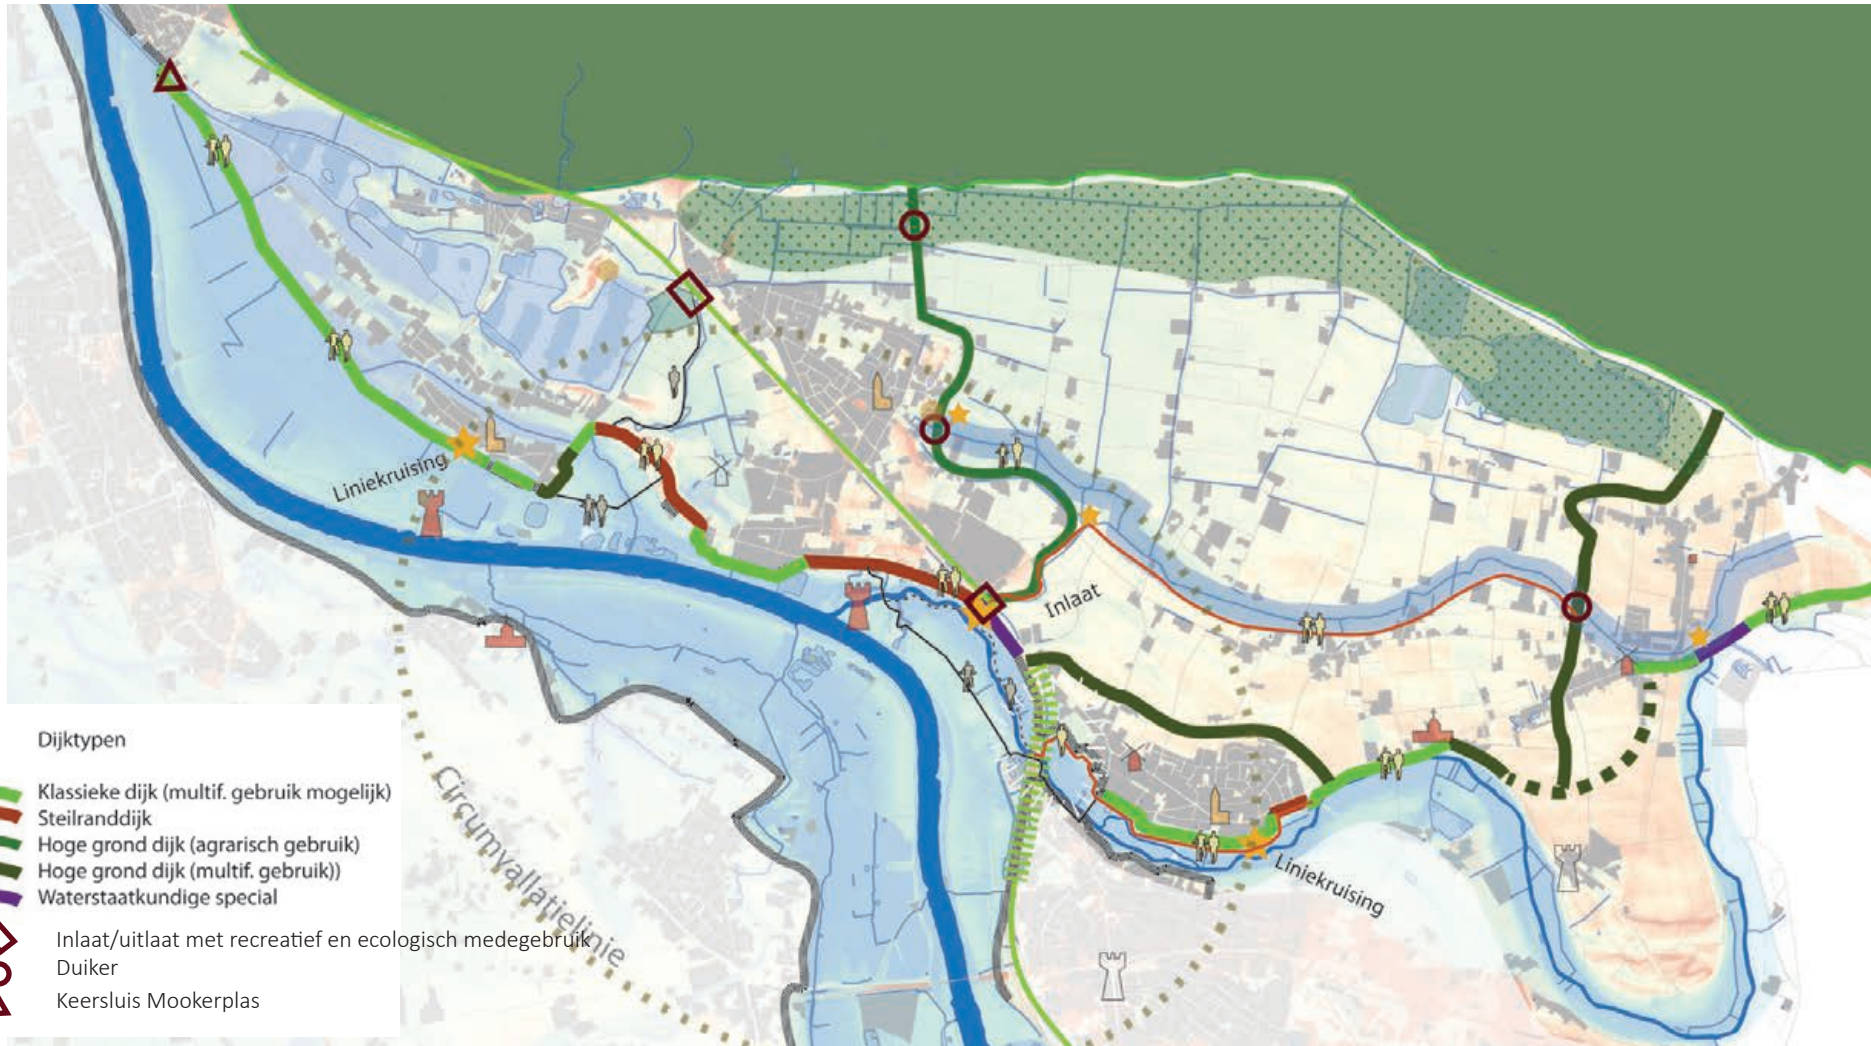 Liniekruising
Inlaat
Liniekruising
Circumvallatielinie
Dijktypen
Klassieke dijk (multif. gebruik mogelijk)
Steilranddijk
Hoge grond dijk (agrarisch gebruik)
Hoge grond dijk (multif. gebruik))
Waterstaatkundige special
Inlaat/uitlaat met recreatief en ecologisch medegebruik
Duiker
Keersluis Mookerplas